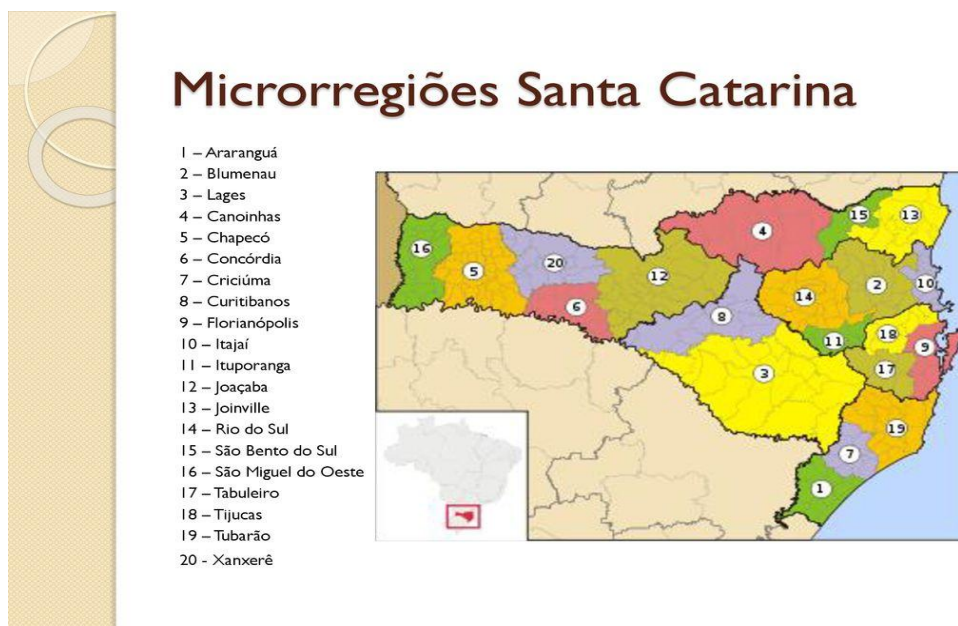 Microrregiões Santa Catarina
1 – Araranguá
2 – Blumenau
3 – Lages
4 – Canoinhas
5 – Chapecó
6 – Concórdia
7 – Criciúma
8 – Curitibanos
9 – Florianópolis
10 – Itajaí
11 – Ituporanga
12 – Joaçaba
13 – Joinville
14 – Rio do Sul
15 – São Bento do Sul
16 – São Miguel do Oeste
17 – Tabuleiro
18 – Tijucas
19 – Tubarão
20 - Xanxerê
15
13
4
16
20
5
12
2
10
14
6
8
11
18
9
17
3
19
7
1